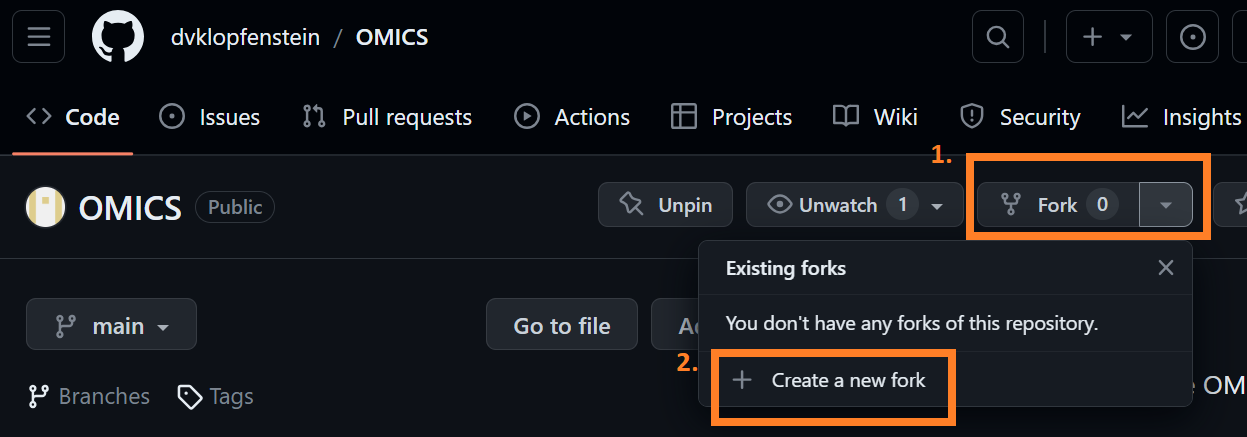 dvklopfenstein / OMICS
Code Issues Pull requests Actions Projects Wiki Security Insights
1.
OMICS Public Unpin Unwatch 1 Fork 0
Existing forks
main Go to file
You don't have any forks of this repository.
2.
Create a new fork
Branches Tags OM